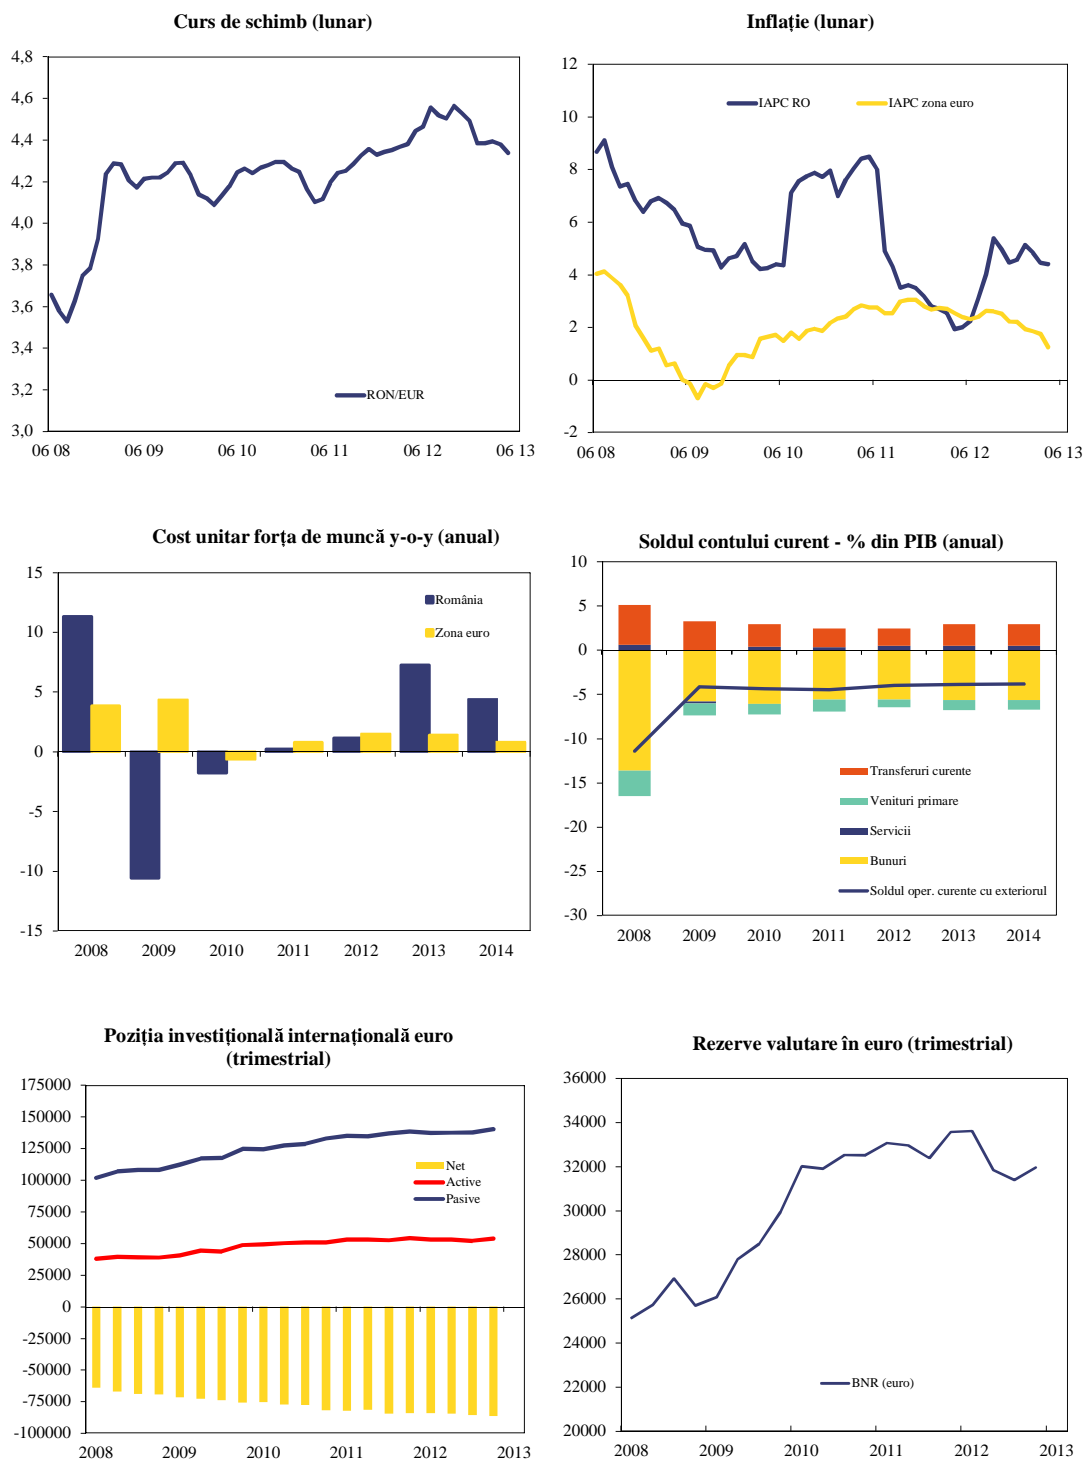 Curs de schimb (lunar)
4,8
4,6
4,4
4,2
4,0
3,8
3,6
3,4
3,2
3,0
RON/EUR
06 08 06 09 06 10 06 11 06 12 06 13
Inflație (lunar)
12
10
8
6
4
2
0
-2
IAPC RO IAPC zona euro
06 08 06 09 06 10 06 11 06 12 06 13
Cost unitar forța de muncă y-o-y (anual)
15
10
5
0
-5
-10
-15
România
Zona euro
2008 2009 2010 2011 2012 2013 2014
Soldul contului curent - % din PIB (anual)
10
5
0
-5
-10
-15
-20
-25
-30
Transferuri curente
Venituri primare
Servicii
Bunuri
Soldul oper. curente cu exteriorul
2008 2009 2010 2011 2012 2013 2014
Poziția investițională internațională euro
(trimestrial)
175000
150000
125000
100000
75000
50000
25000
0
-25000
-50000
-75000
-100000
Net
Active
Pasive
2008 2009 2010 2011 2012 2013
Rezerve valutare în euro (trimestrial)
36000
34000
32000
30000
28000
26000
24000
22000
20000
BNR (euro)
2008 2009 2010 2011 2012 2013